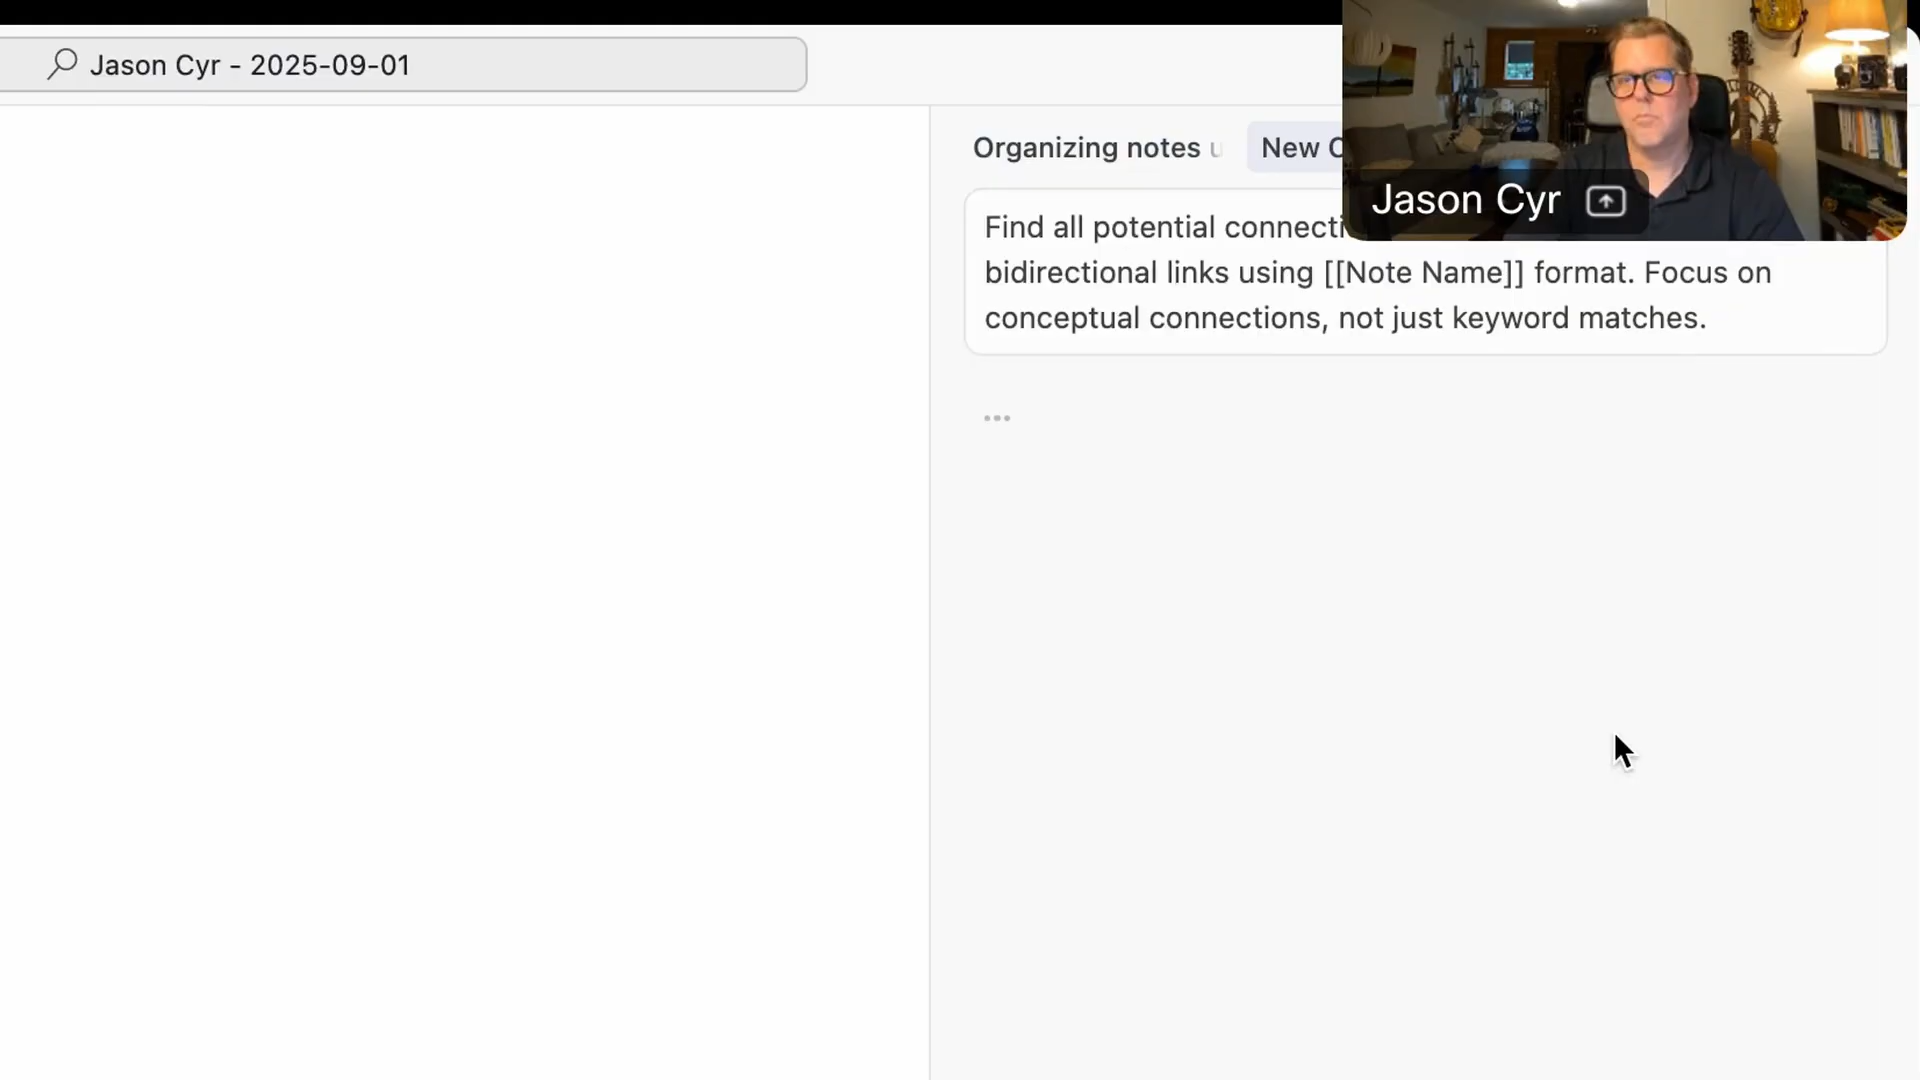 Jason Cyr - 2025-09-01
Organizing notes
New
Jason Cyr
Find all potential
bidirectional links using [[Note Name]] format. Focus on
conceptual connections, not just keyword matches.